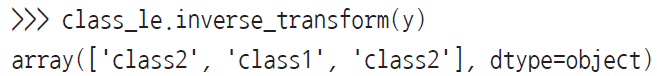 >>> class_le.inverse_transform(y)
array(['class2', 'class1', 'class2'], dtype=object)